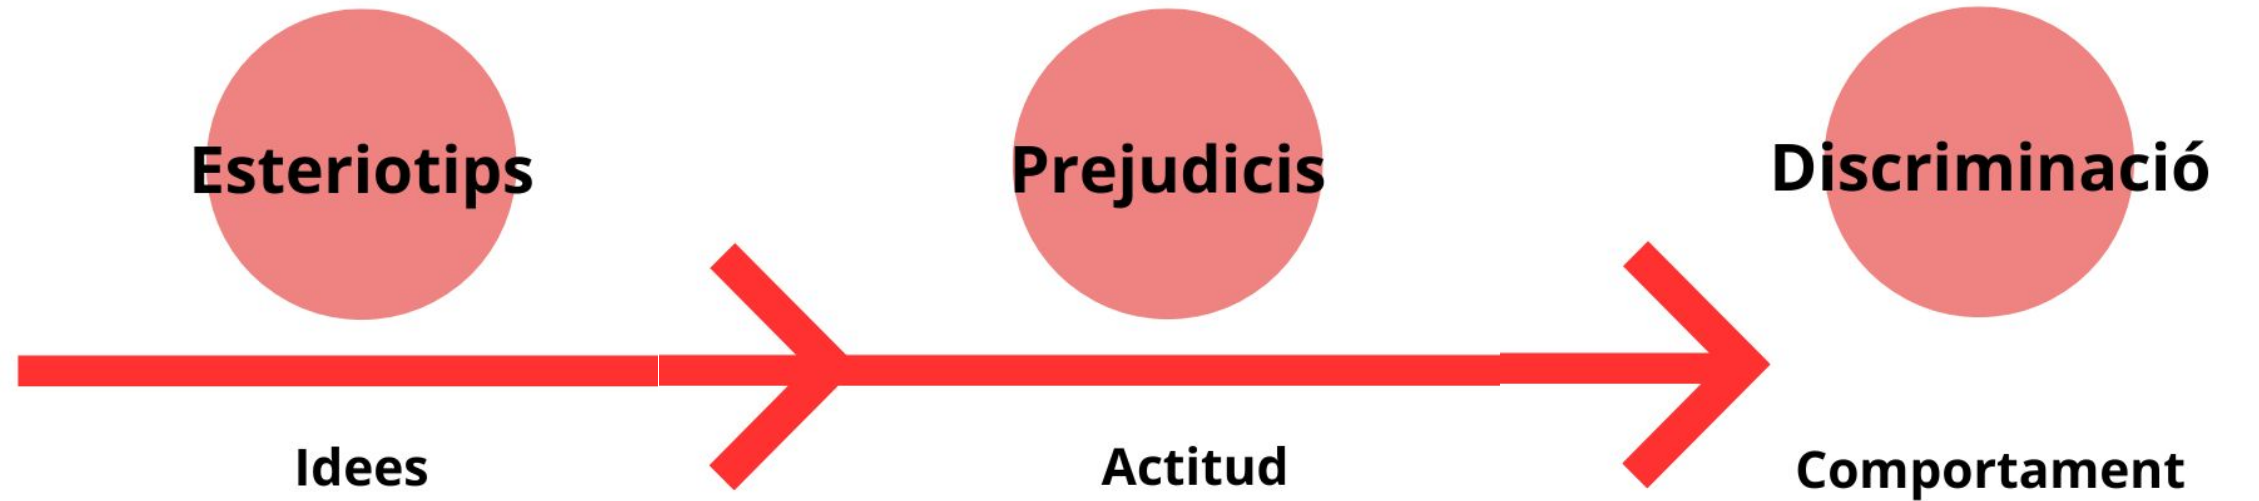 Esteriotips
Prejudicis
Discriminació
Idees
Actitud
Comportament